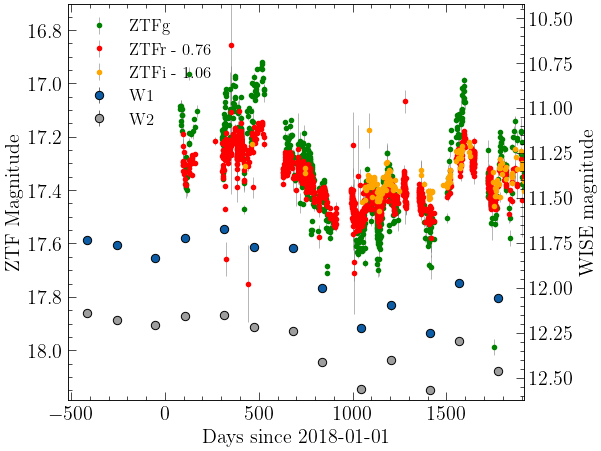 ZTFg
ZTFr - 0.76
ZTFi - 1.06
W1
W2
16.8
17.0
17.2
17.4
17.6
17.8
18.0
ZTF Magnitude
10.50
10.75
11.00
11.25
11.50
11.75
12.00
12.25
12.50
WISE magnitude
−500
0
500
1000
1500
Days since 2018-01-01